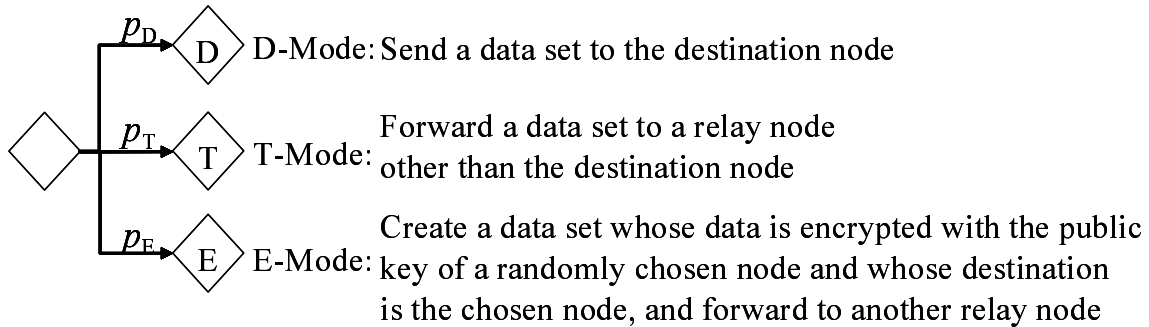 p_D D D-Mode: Send a data set to the destination node
p_T T T-Mode: Forward a data set to a relay node
other than the destination node
p_E E E-Mode: Create a data set whose data is encrypted with the public
key of a randomly chosen node and whose destination
is the chosen node, and forward to another relay node